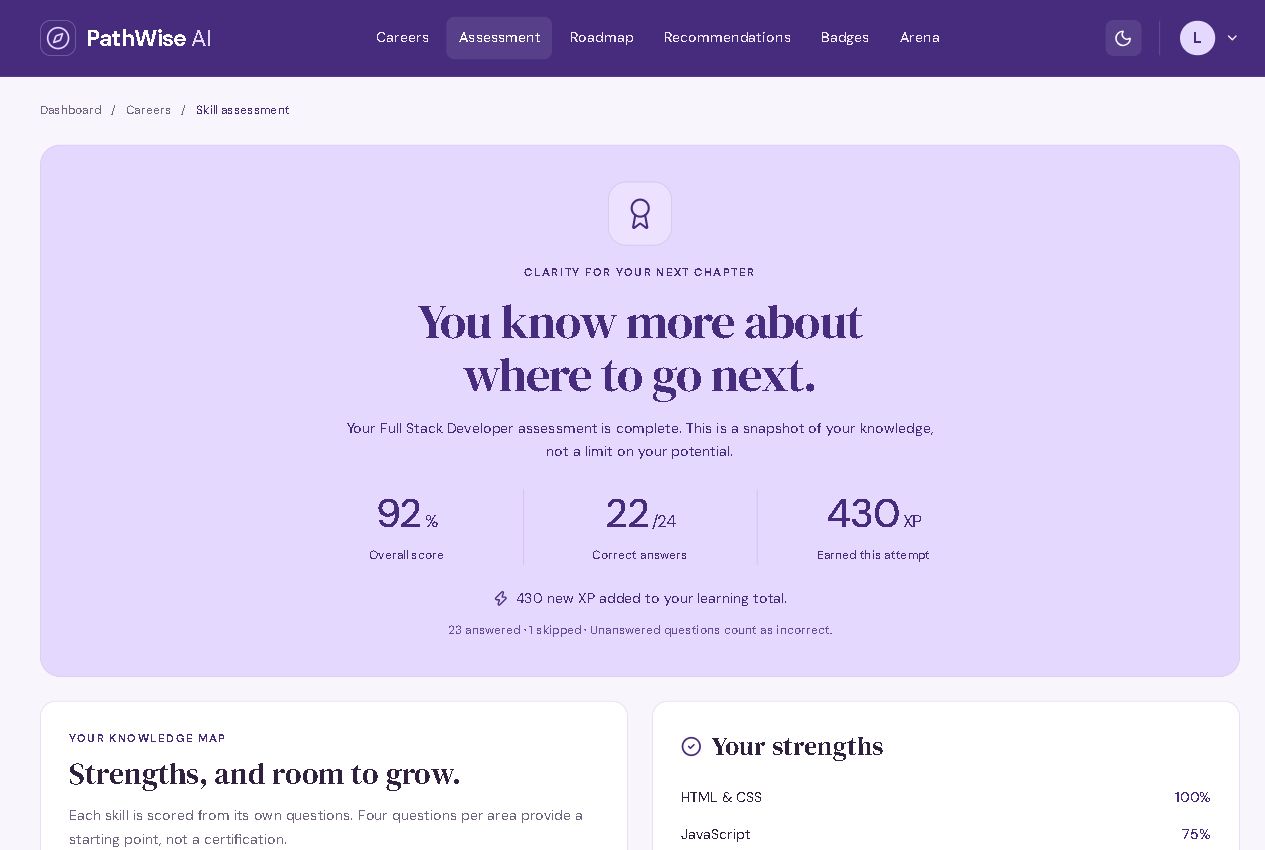 PathWise AI
Careers Assessment Roadmap Recommendations Badges Arena
L
Dashboard / Careers / Skill assessment
CLARITY FOR YOUR NEXT CHAPTER
You know more about
where to go next.
Your Full Stack Developer assessment is complete. This is a snapshot of your knowledge,
not a limit on your potential.
92 % 22 /24 430 XP
Overall score Correct answers Earned this attempt
430 new XP added to your learning total.
23 answered · 1 skipped · Unanswered questions count as incorrect.
YOUR KNOWLEDGE MAP
Strengths, and room to grow.
Each skill is scored from its own questions. Four questions per area provide a
starting point, not a certification.
Your strengths
HTML & CSS 100%
JavaScript 75%